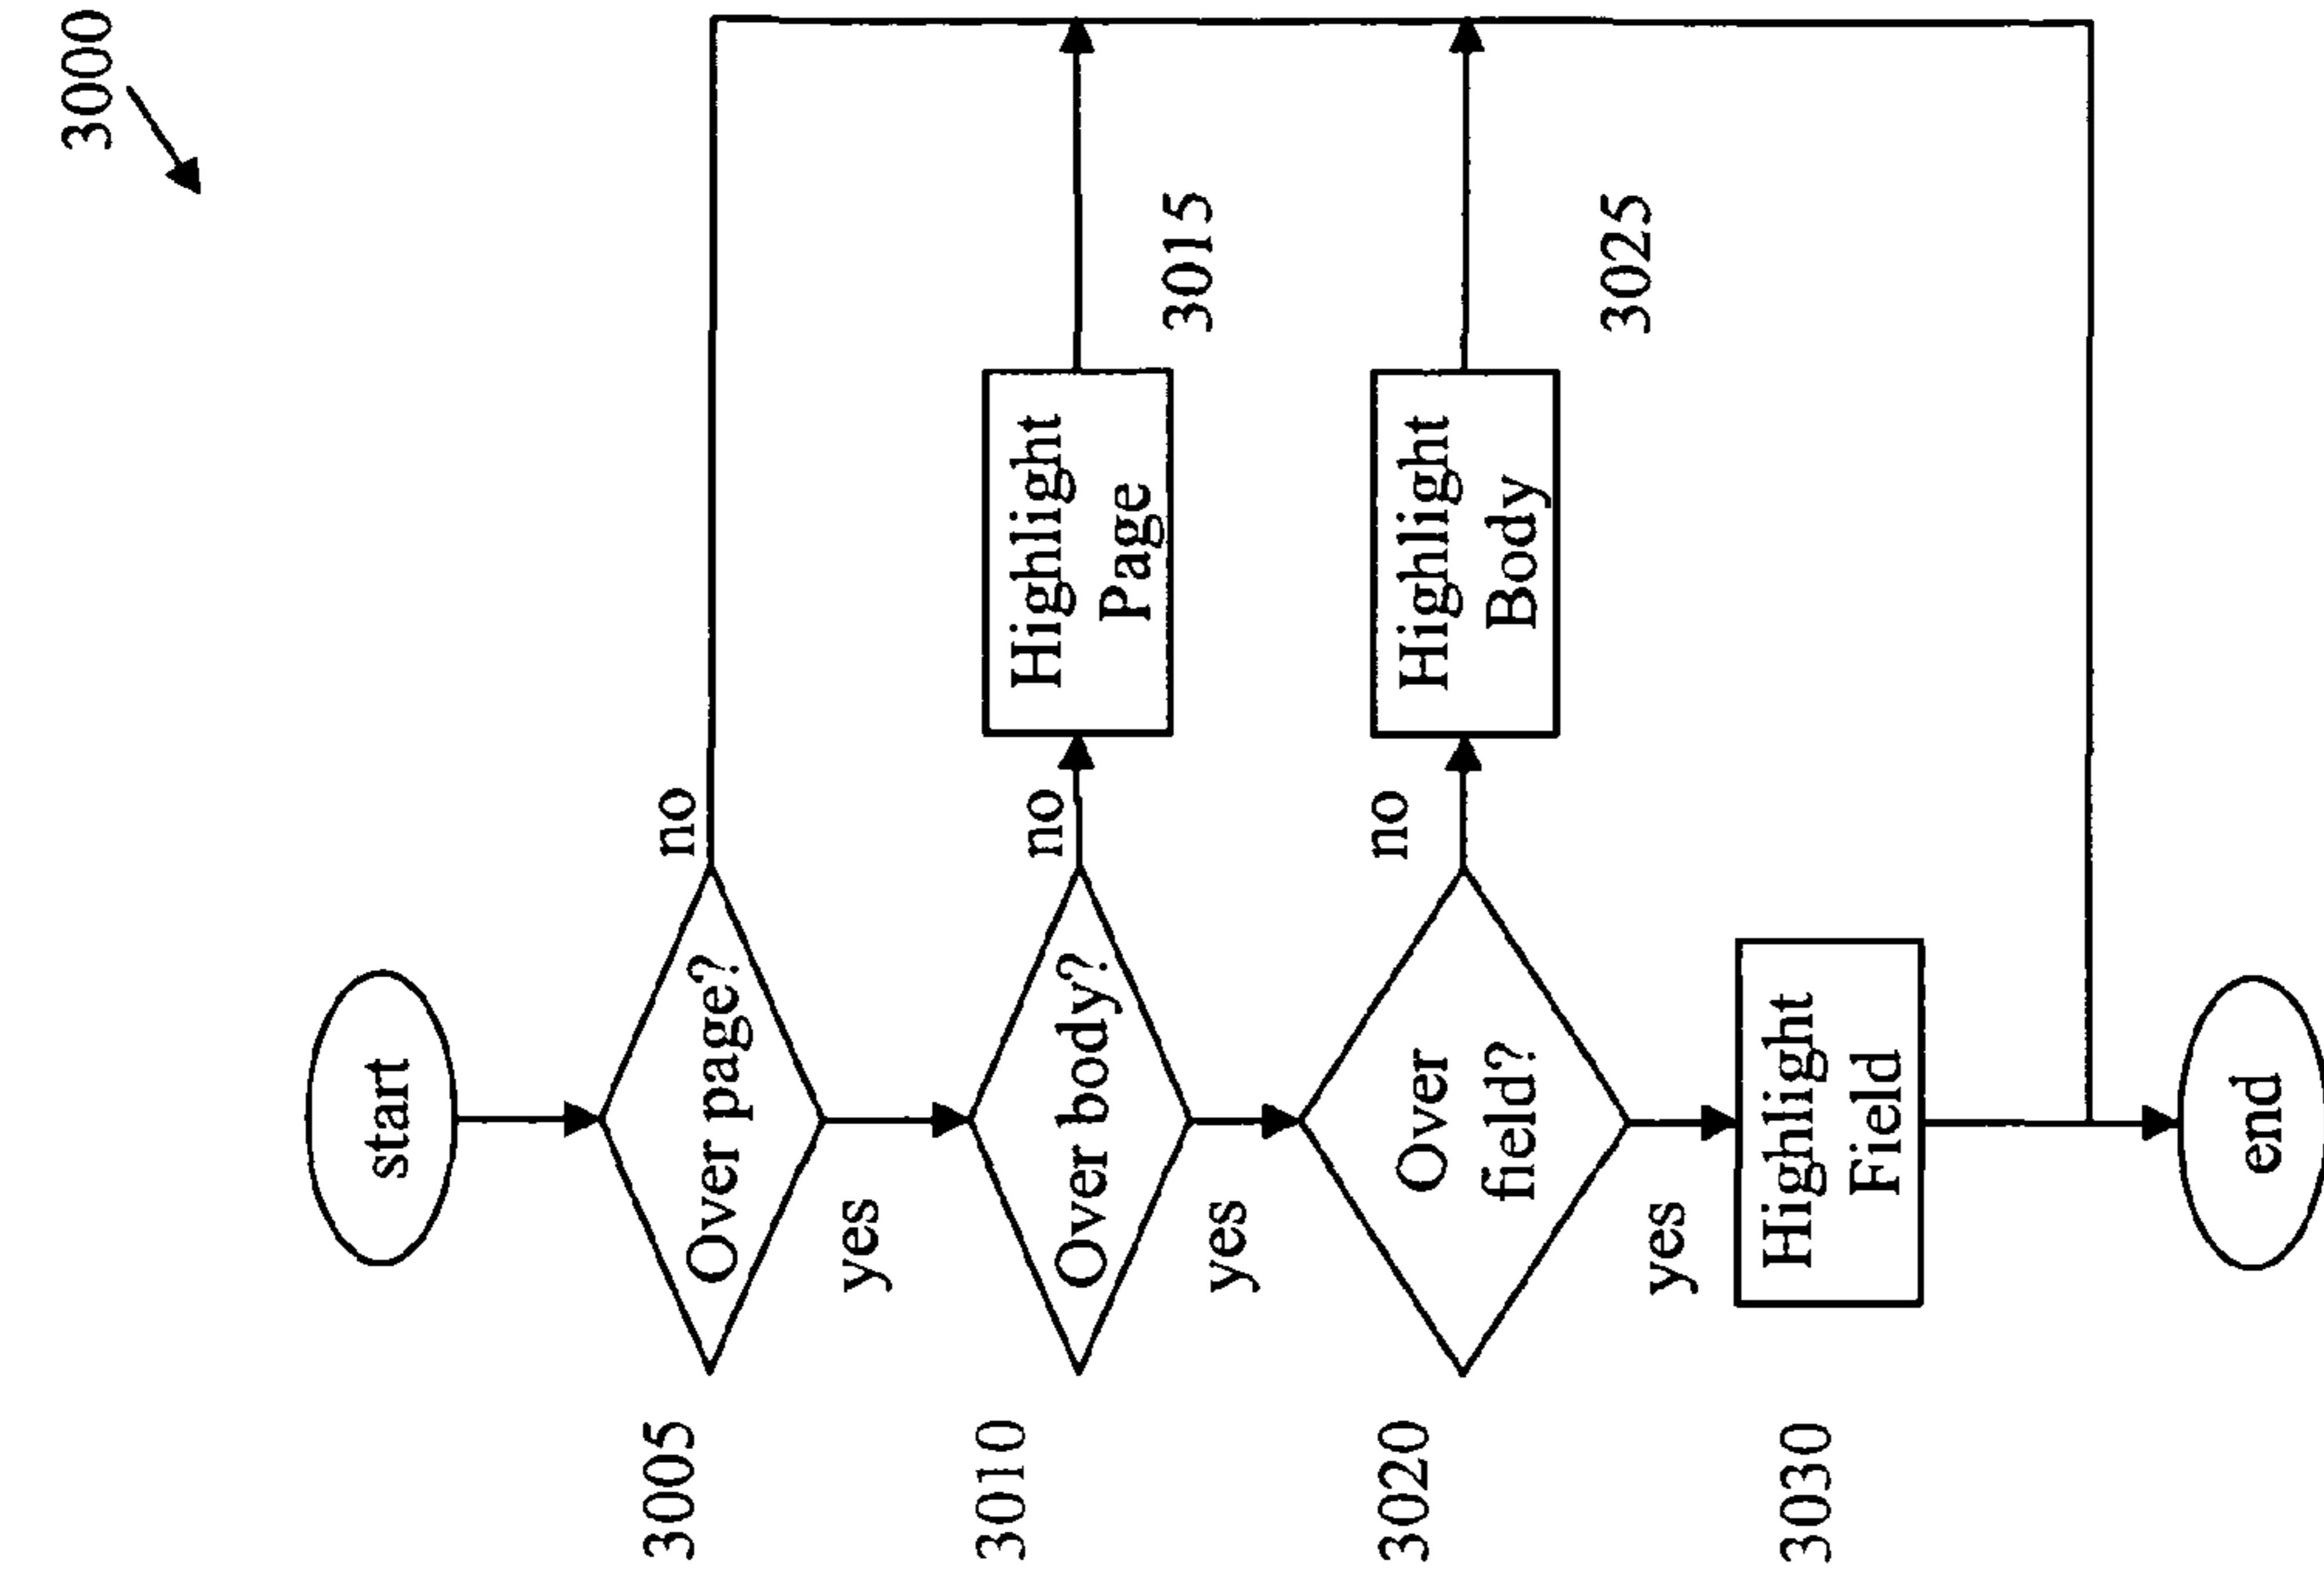 3000
start
3005
Over page?
no
yes
3010
Over body?
no
Highlight
Page
3015
yes
3020
Over
field?
no
Highlight
Body
3025
yes
3030
Highlight
Field
end